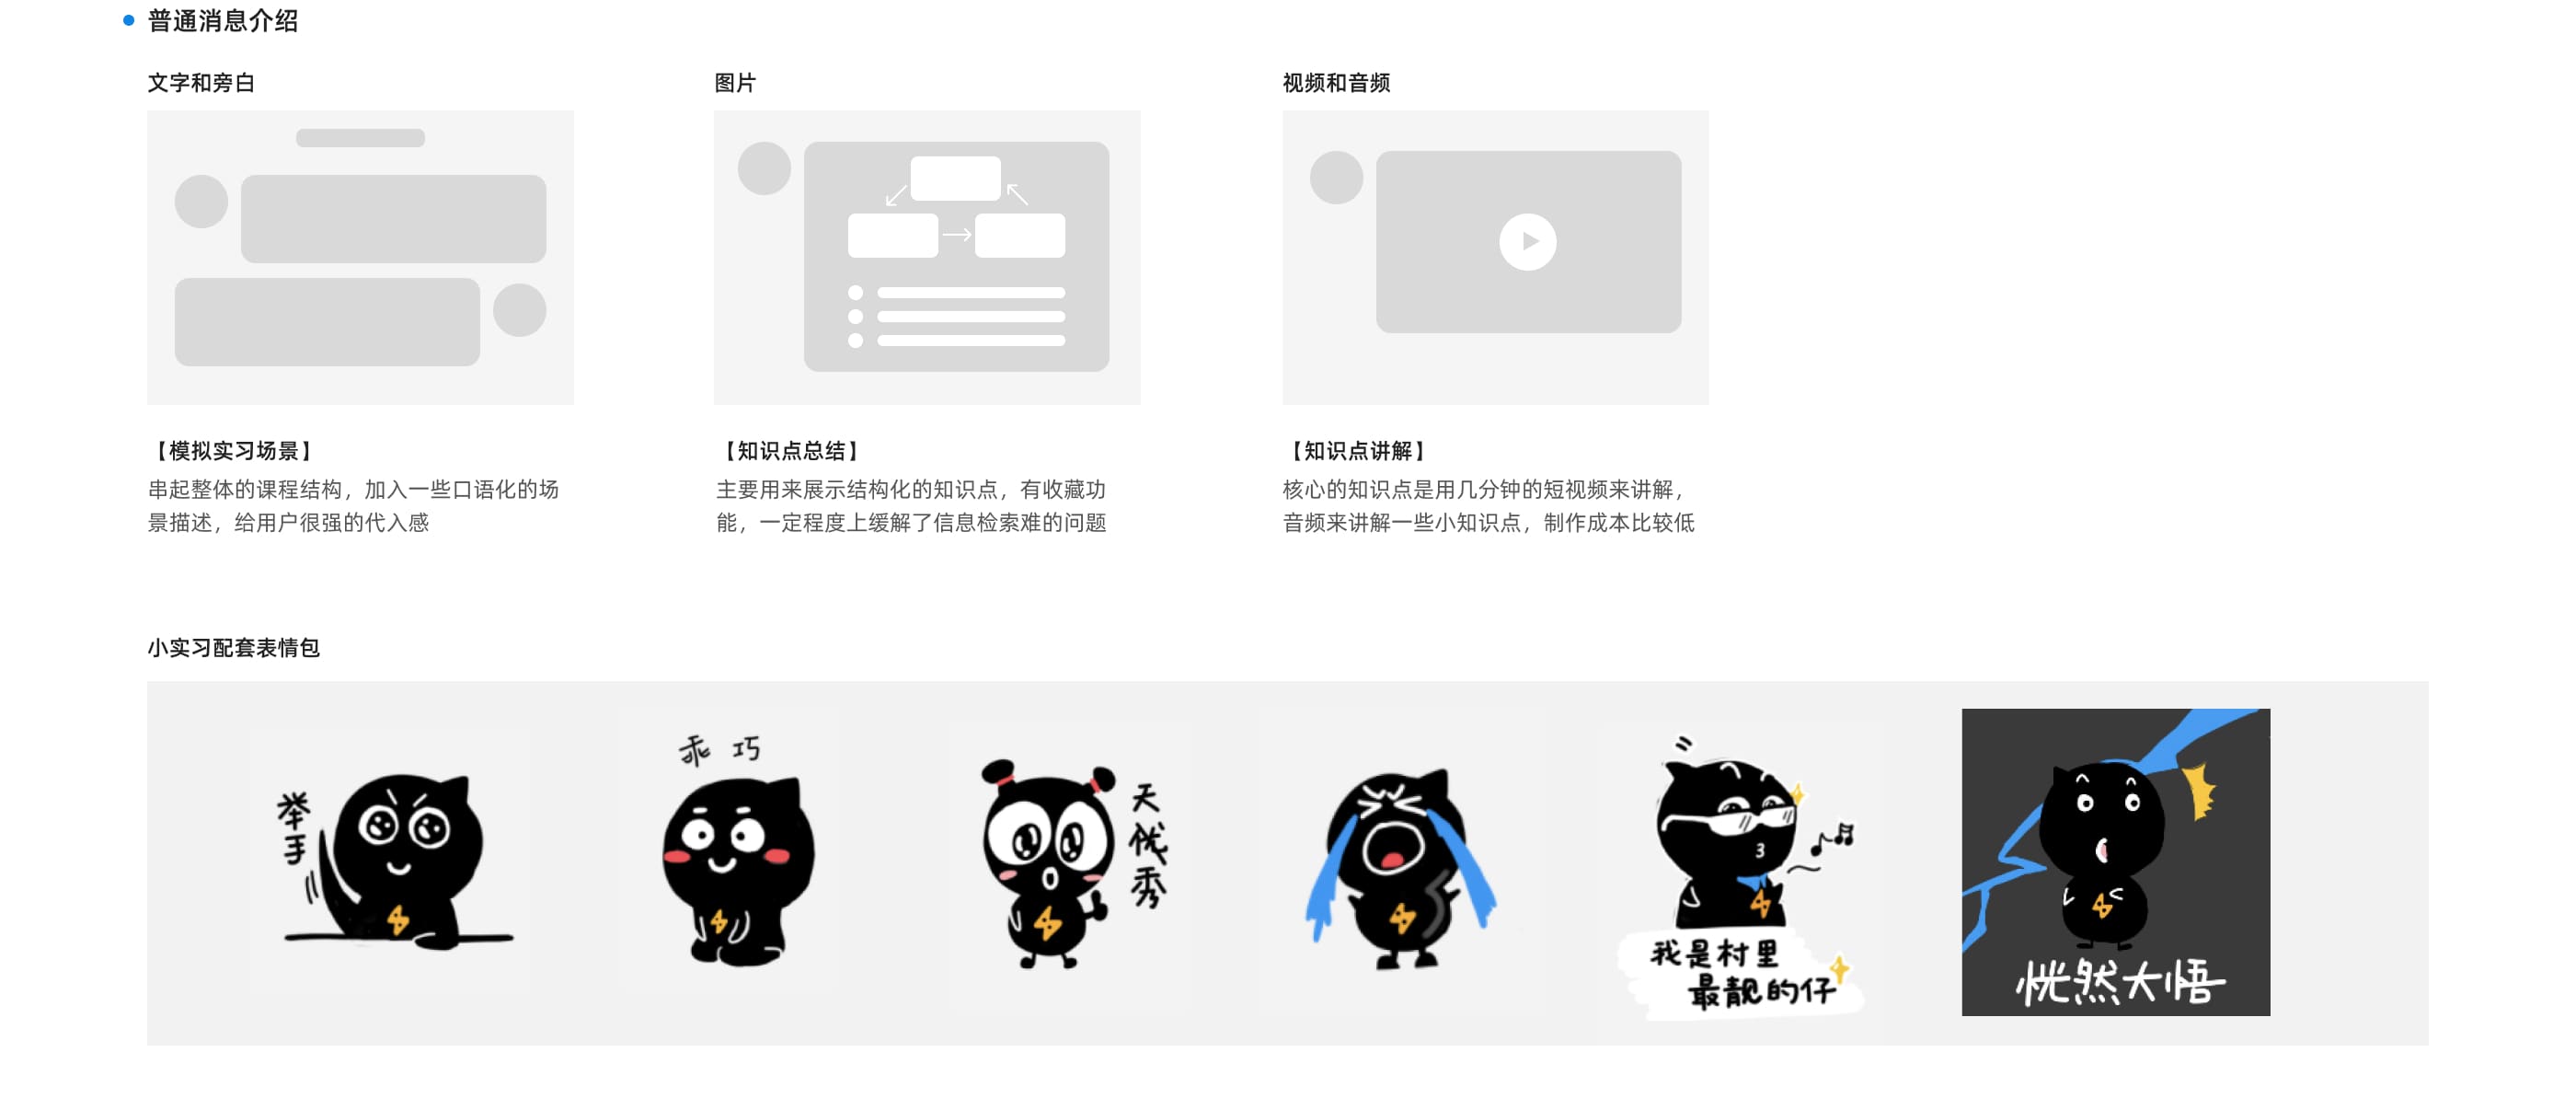 普通消息介绍
文字和旁白
图片
视频和音频
【模拟实习场景】
串起整体的课程结构，加入一些口语化的场
景描述，给用户很强的代入感
【知识点总结】
主要用来展示结构化的知识点，有收藏功
能，一定程度上缓解了信息检索难的问题
【知识点讲解】
核心的知识点是用几分钟的短视频来讲解，
音频来讲解一些小知识点，制作成本比较低
小实习配套表情包
举手
乖巧
天优秀
我是村里
最靓的仔
恍然大悟